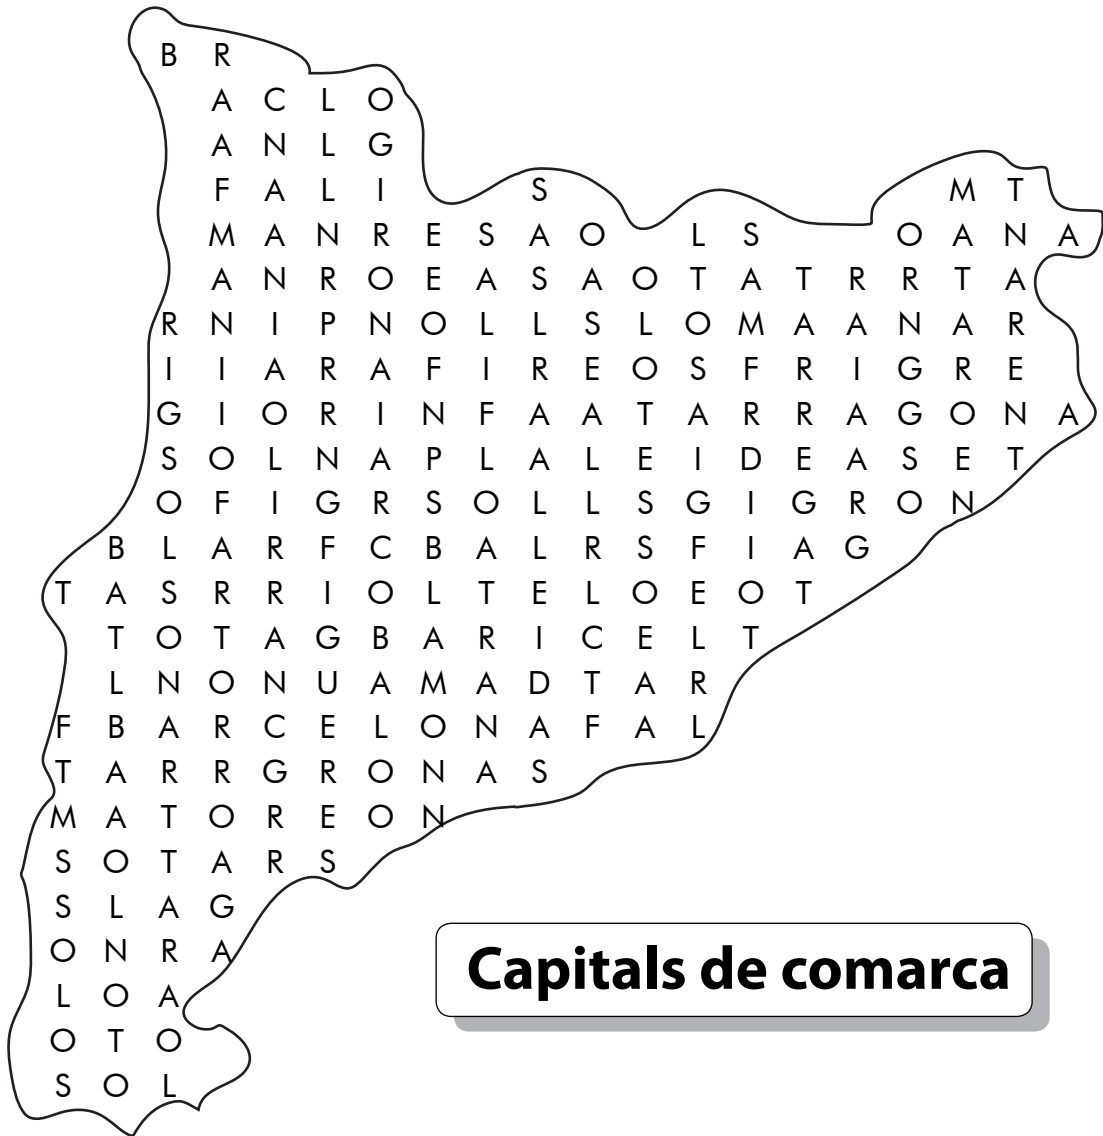 B R
A C L O
A N L G
F A L I S M T
M A N R E S A O L S O A N A
A N R O E A S A O T A T R R T A
R N I P N O L L S L O M A A N A R
I I A R A F I R E O S F R I G R E
G I O R I N F A A T A R R A G O N A
S O L N A P L A L E I D E A S E T
O F I G R S O L L S G I G R O N
B L A R F C B A L R S F I A G
T A S R R I O L T E L O E O T
T O T A G B A R I C E L T
L N O N U A M A D T A R
F B A R C E L O N A F A L
T A R R G R O N A S
M A T O R E O N
S O T A R S
S L A G
O N R A
L O A
O T O
S O L
Capitals de comarca